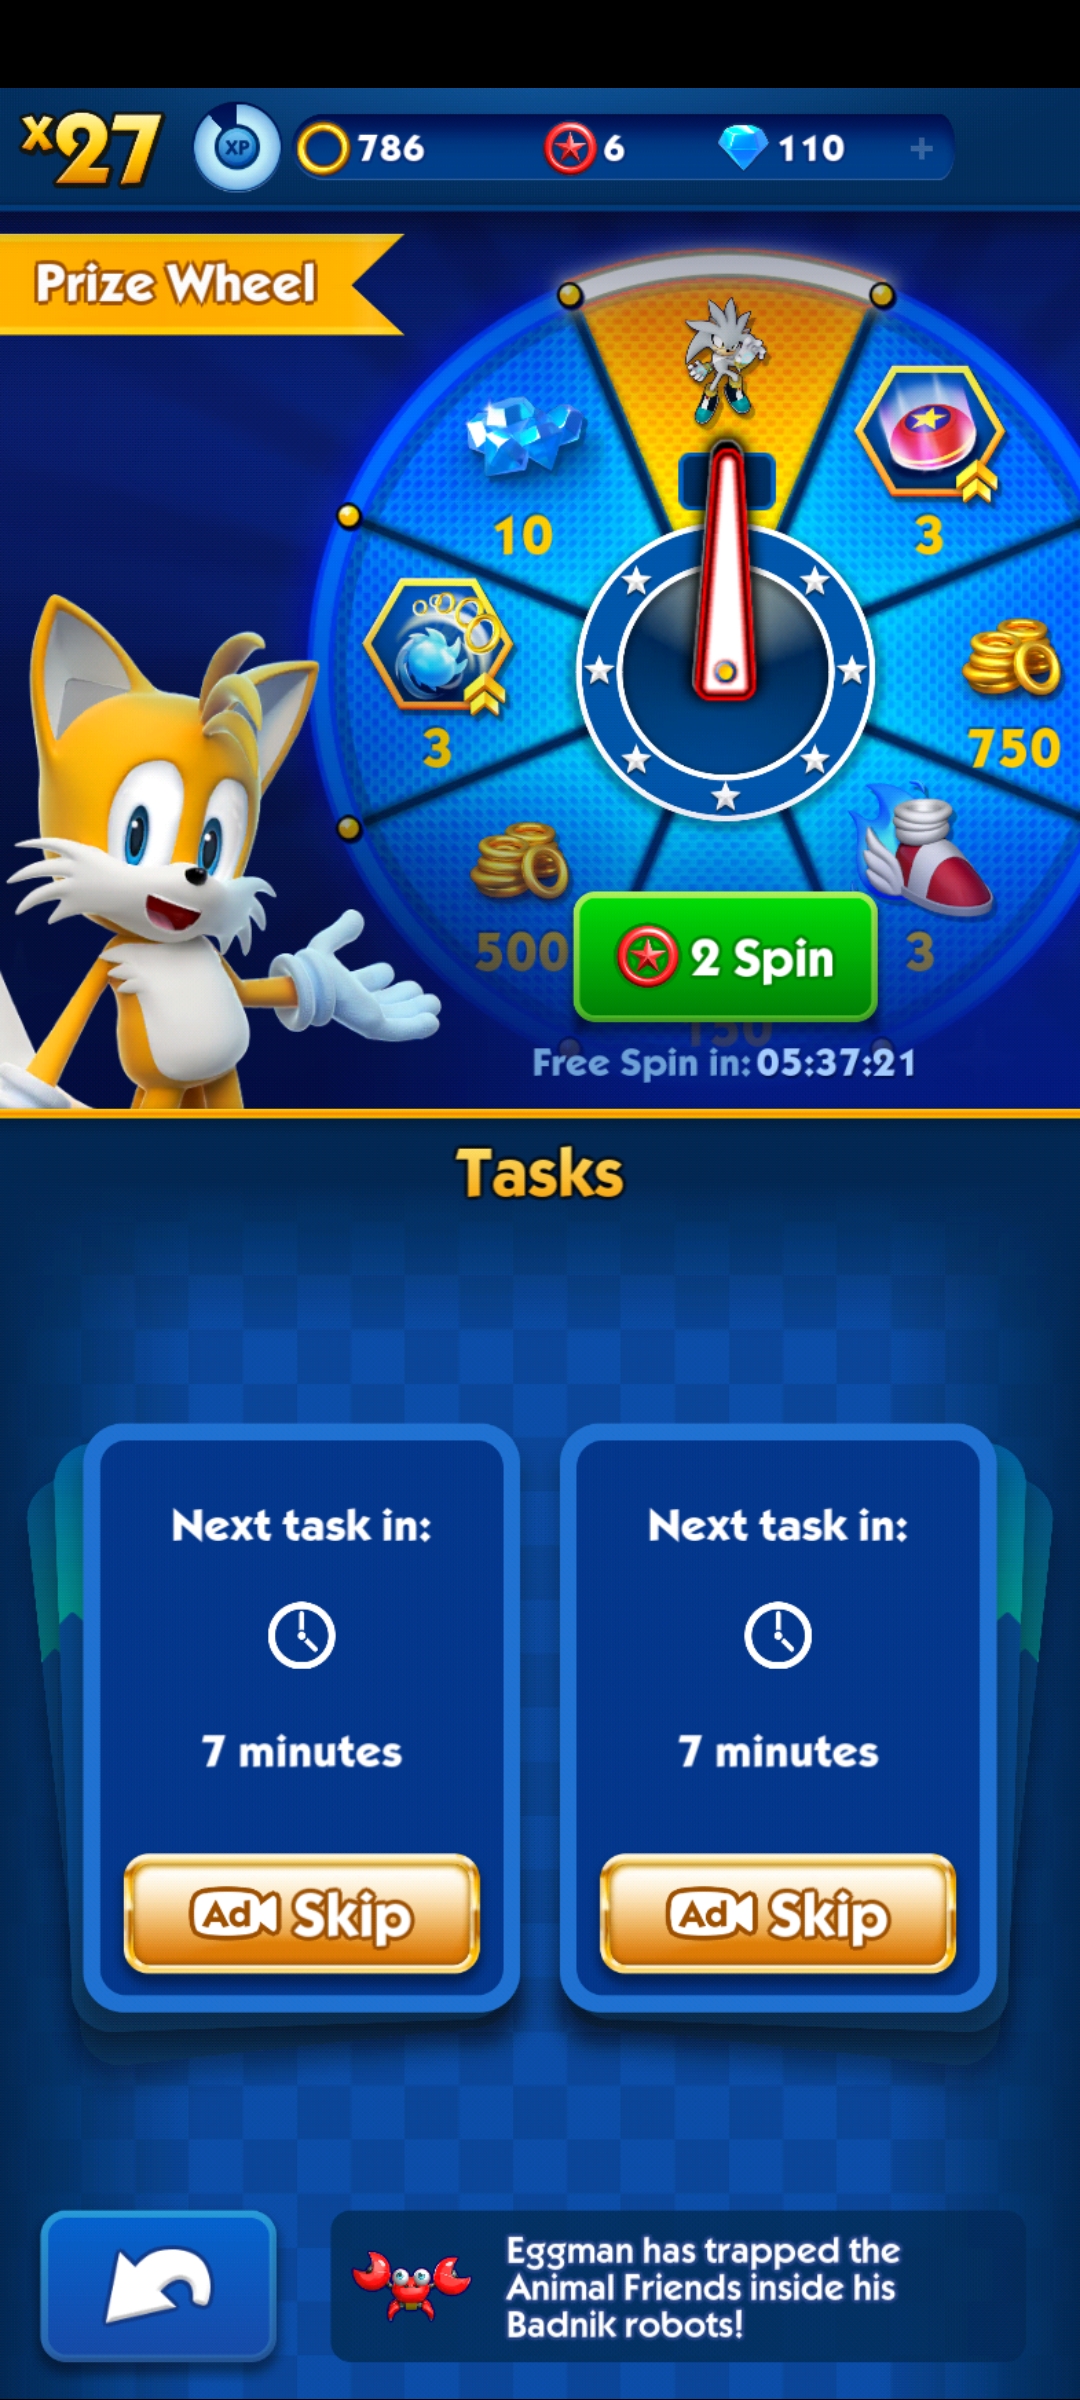 x27
XP
786
6
110
+
Prize Wheel
10
3
3
750
500
3
2 Spin
150
Free Spin in: 05:37:21
Tasks
Next task in:
7 minutes
Ad Skip
Next task in:
7 minutes
Ad Skip
Eggman has trapped the
Animal Friends inside his
Badnik robots!